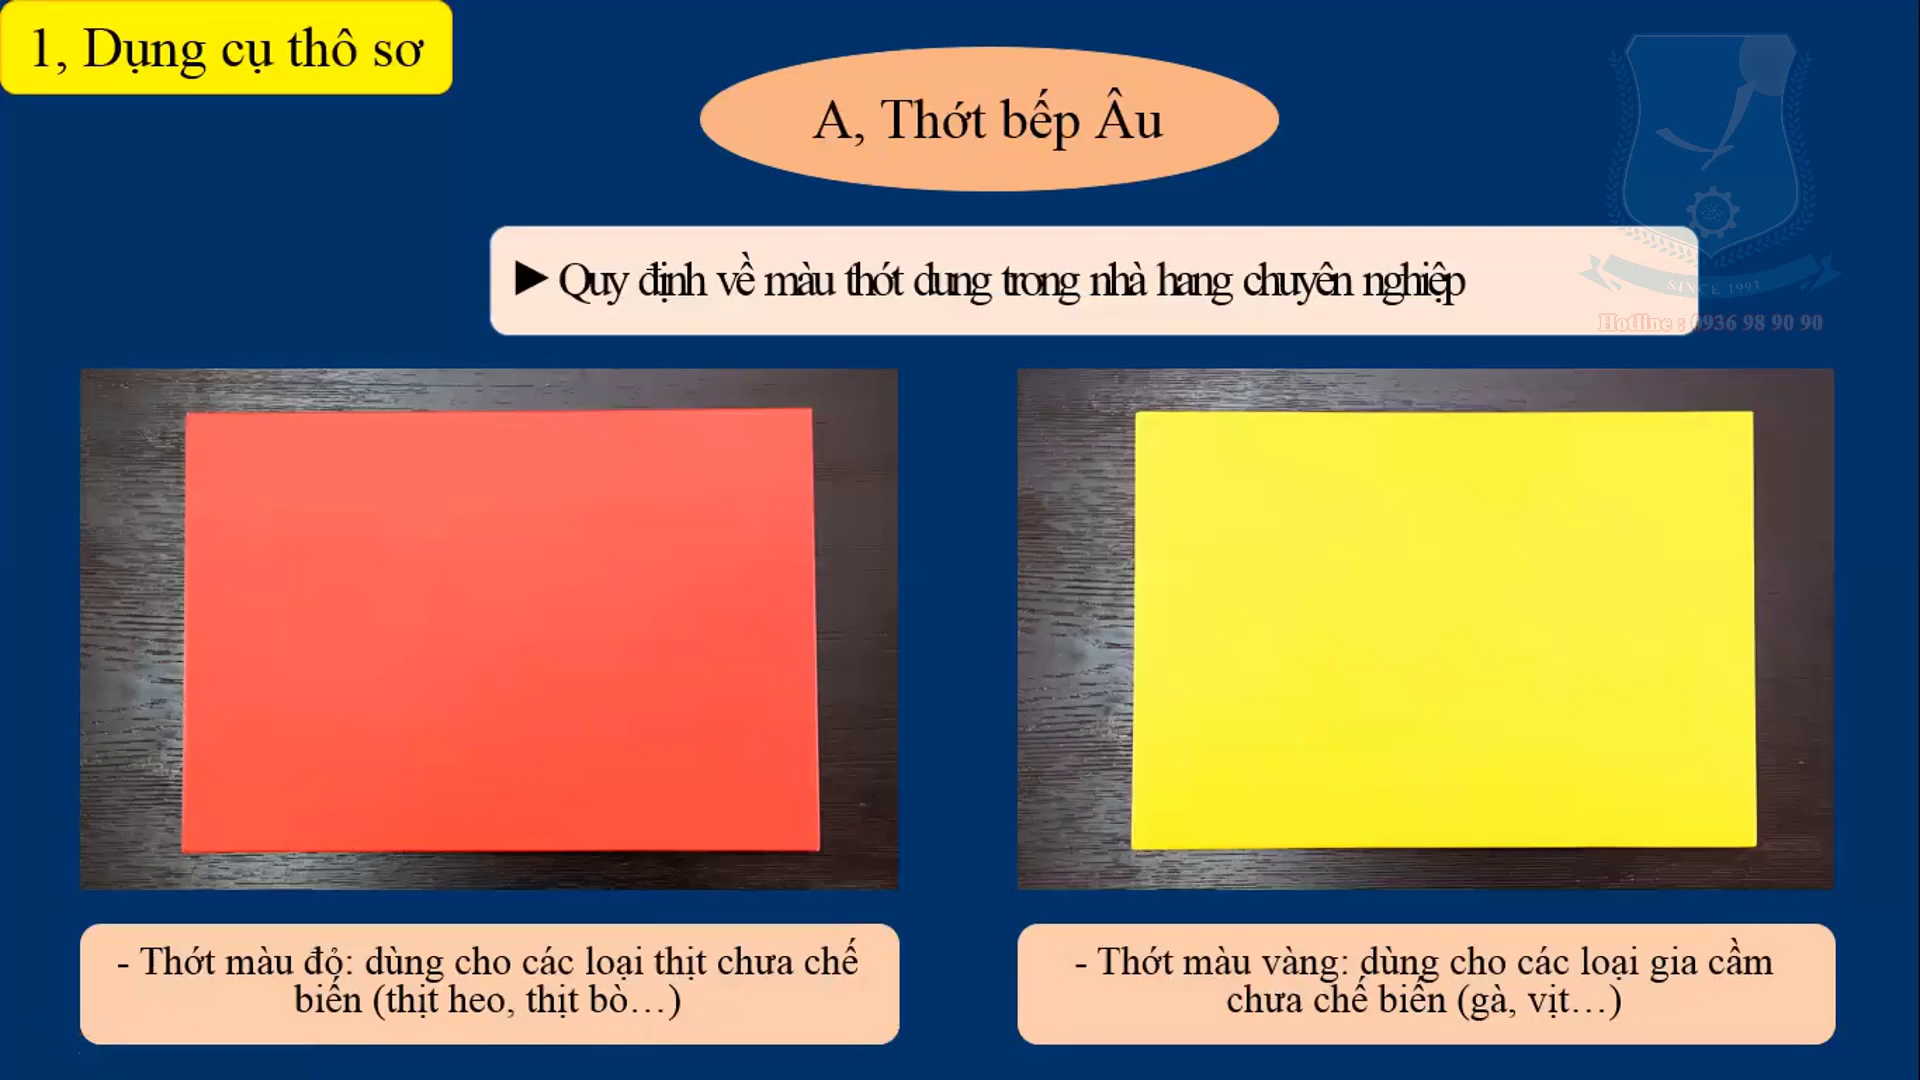 1, Dụng cụ thô sơ
A, Thớt bếp Âu
► Quy định về màu thớt dung trong nhà hang chuyên nghiệp
SINCE 1991
Hotline : 0936 98 90 90
- Thớt màu đỏ: dùng cho các loại thịt chưa chế
biến (thịt heo, thịt bò…)
- Thớt màu vàng: dùng cho các loại gia cầm
chưa chế biến (gà, vịt…)